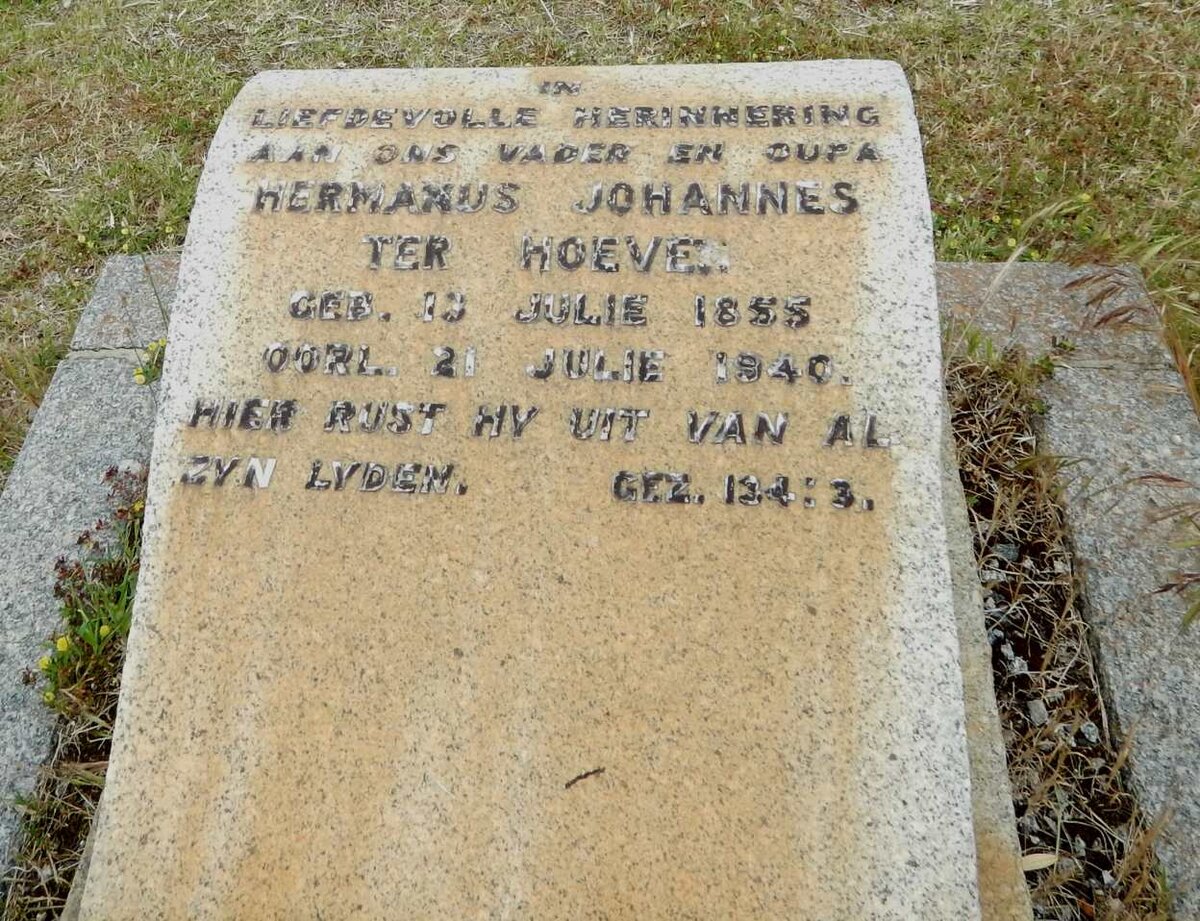 IN
LIEFDEVOLLE HERINNERING
AAN ONS VADER EN OUPA
HERMANUS JOHANNES
TER HOEVEN
GEB. 13 JULIE 1855
OORL. 21 JULIE 1940.
HIER RUST HY UIT VAN AL
ZYN LYDEN. GEZ. 134:3.